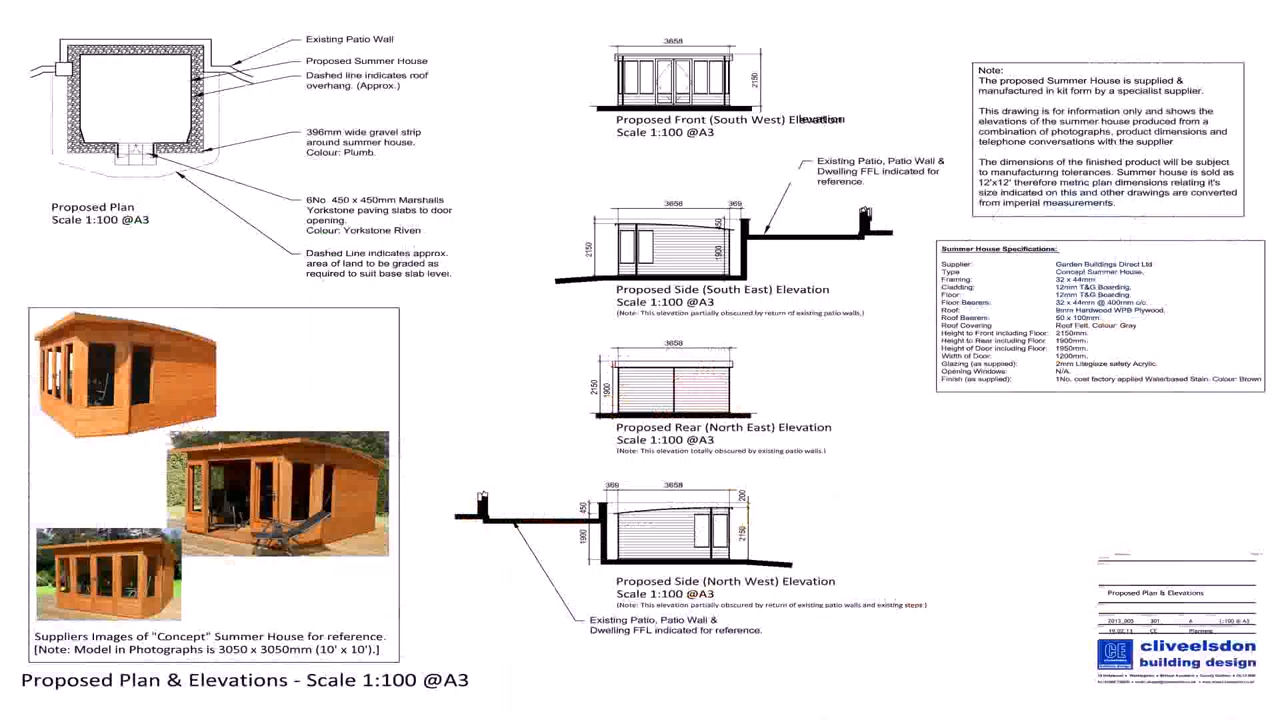 Existing Patio Wall
Proposed Summer House
Dashed line indicates roof
overhang. (Approx.)
396mm wide gravel strip
around summer house.
Colour: Plumb.
6No 450 x 450mm Marshalls
Yorkstone paving slabs to door
opening.
Colour: Yorkstone Riven
Dashed Line indicates approx.
area of land to be graded as
required to suit base slab level.
Proposed Plan
Scale 1:100 @A3
Suppliers Images of "Concept" Summer House for reference.
[Note: Model in Photographs is 3050 x 3050mm (10' x 10').]
Proposed Plan & Elevations - Scale 1:100 @A3
3658
2150
Proposed Front (South West) Elevation
Scale 1:100 @A3
Existing Patio, Patio Wall &
Dwelling FFL indicated for
reference.
3658 369
450
2150
1900
Proposed Side (South East) Elevation
Scale 1:100 @A3
(Note: This elevation partially obscured by return of existing patio walls,)
3658
2150
1900
Proposed Rear (North East) Elevation
Scale 1:100 @A3
(Note: This elevation totally obscured by existing patio walls.)
369 3658
450
200
1900
2150
Proposed Side (North West) Elevation
Scale 1:100 @A3
(Note: This elevation partially obscured by return of existing patio walls and existing steps )
Existing Patio, Patio Wall &
Dwelling FFL indicated for reference.
Note:
The proposed Summer House is supplied &
manufactured in kit form by a specialist supplier.
This drawing is for information only and shows the
elevations of the summer house produced from a
combination of photographs, product dimensions and
telephone conversations with the supplier
The dimensions of the finished product will be subject
to manufacturing tolerances. Summer house is sold as
12'x12' therefore metric plan dimensions relating it's
size indicated on this and other drawings are converted
from imperial measurements.
Summer House Specifications:
Supplier: Garden Buildings Direct Ltd
Type Concept Summer House,
Framing: 32 x 44mm
Cladding: 12mm T&G Boarding,
Floor: 12mm T&G Boarding.
Floor Bearers: 32 x 44mm @ 400mm c/c.
Roof: 8mm Hardwood WPB Plywood,
Roof Bearers: 50 x 100mm.
Roof Covering Roof Felt. Colour: Gray
Height to Front including Floor: 2150mm.
Height to Rear including Floor: 1900mm.
Height of Door including Floor: 1950mm.
Width of Door: 1200mm.
Glazing (as supplied): 2mm Liteglaze safety Acrylic.
Opening Windows: N/A.
Finish (as supplied): 1No. coat factory applied Waterbased Stain. Colour: Brown
Proposed Plan & Elevations
2013_005 301 A 1:100 @ A3
19.02.13 CE Planning
CE
cliveelsdon
building design